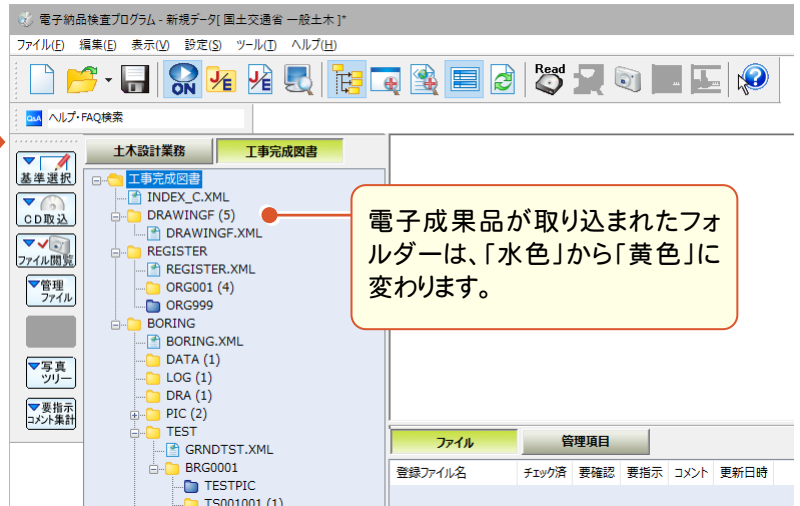 電子納品検査プログラム - 新規データ[ 国土交通省 一般土木 ]*
ファイル(F) 編集(E) 表示(V) 設定(S) ツール(T) ヘルプ(H)
ON
J/E
J/E
Read
Q&A ヘルプ・FAQ検索
基準選択
CD取込
ファイル閲覧
管理
ファイル
写真
ツリー
要指示
コメント集計
土木設計業務 工事完成図書
工事完成図書
INDEX_C.XML
DRAWINGF (5)
DRAWINGF.XML
REGISTER
REGISTER.XML
ORG001 (4)
ORG999
BORING
BORING.XML
DATA (1)
LOG (1)
DRA (1)
PIC (2)
TEST
GRNDTST.XML
BRG0001
TESTPIC
TS001001 (1)
電子成果品が取り込まれたフォ
ルダーは、「水色」から「黄色」に
変わります。
ファイル 管理項目
登録ファイル名 チェック済 要確認 要指示 コメント 更新日時